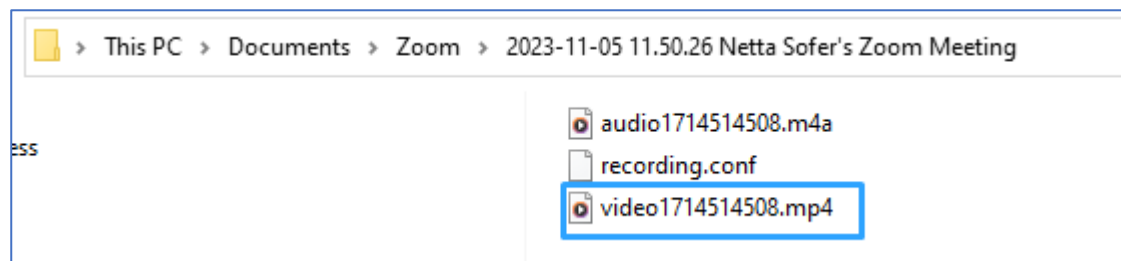 This PC > Documents > Zoom > 2023-11-05 11.50.26 Netta Sofer's Zoom Meeting
ess
audio1714514508.m4a
recording.conf
video1714514508.mp4